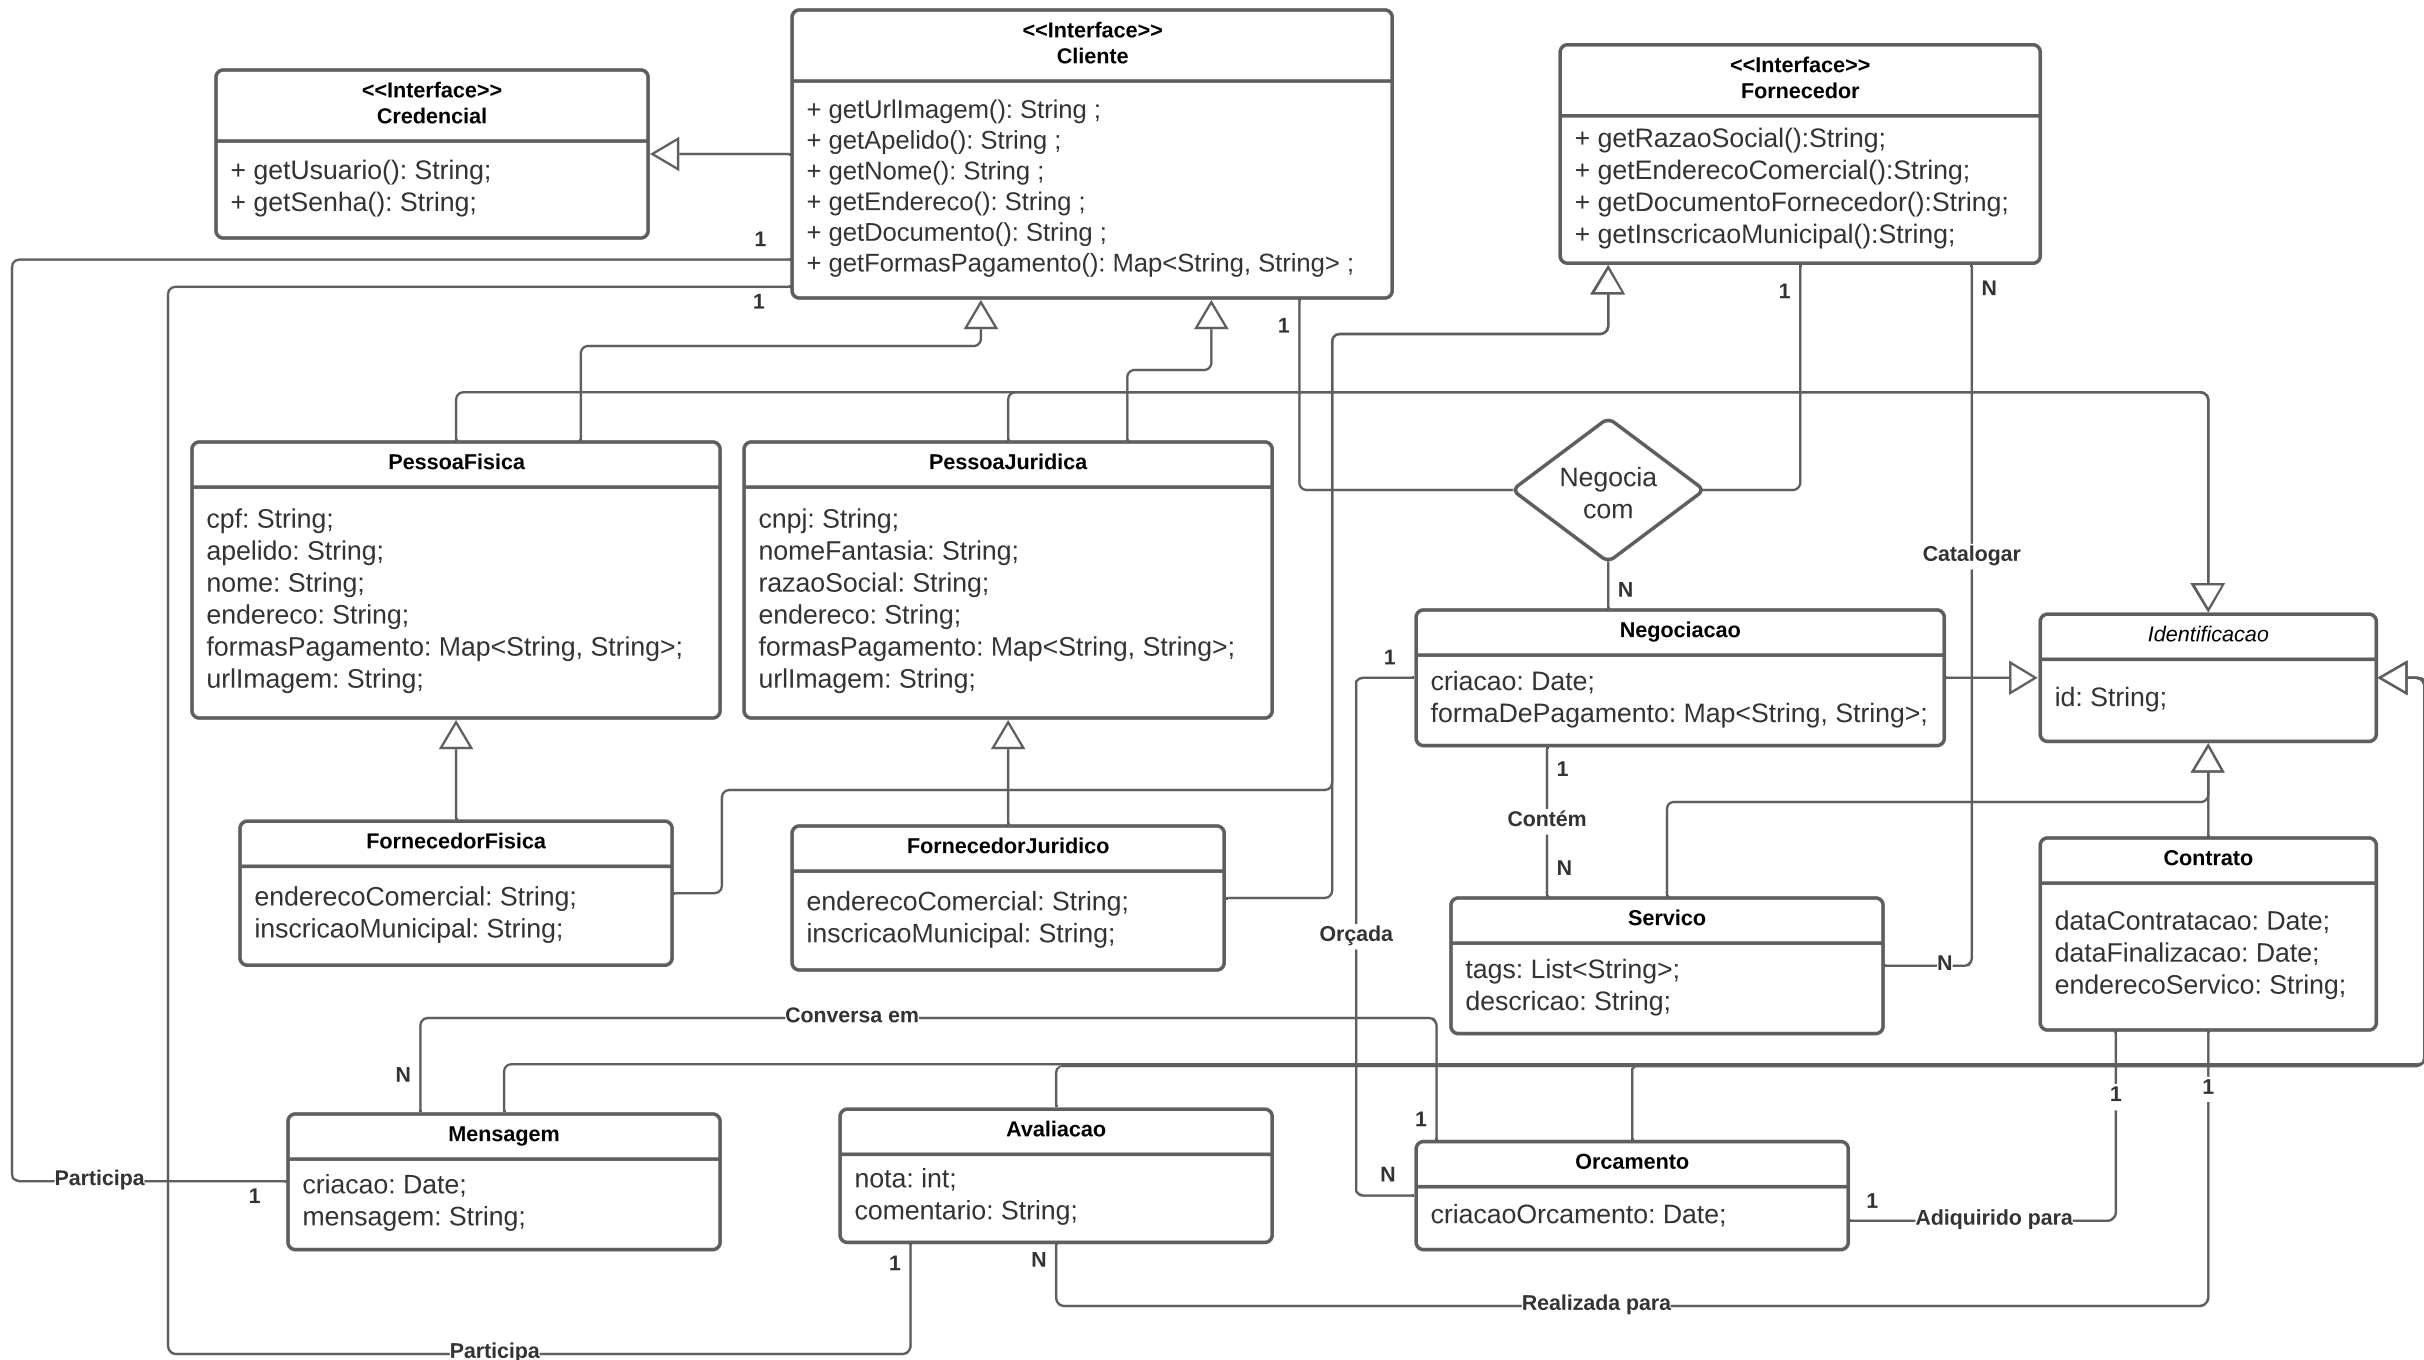 <<Interface>>
Credencial
+ getUsuario(): String;
+ getSenha(): String;
<<Interface>>
Cliente
+ getUrlImagem(): String ;
+ getApelido(): String ;
+ getNome(): String ;
+ getEndereco(): String ;
+ getDocumento(): String ;
+ getFormasPagamento(): Map<String, String> ;
<<Interface>>
Fornecedor
+ getRazaoSocial():String;
+ getEnderecoComercial():String;
+ getDocumentoFornecedor():String;
+ getInscricaoMunicipal():String;
1
1
1
1
N
PessoaFisica
cpf: String;
apelido: String;
nome: String;
endereco: String;
formasPagamento: Map<String, String>;
urlImagem: String;
PessoaJuridica
cnpj: String;
nomeFantasia: String;
razaoSocial: String;
endereco: String;
formasPagamento: Map<String, String>;
urlImagem: String;
Negocia
com
N
Catalogar
Negociacao
criacao: Date;
formaDePagamento: Map<String, String>;
1
Identificacao
id: String;
1
Contém
N
FornecedorFisica
enderecoComercial: String;
inscricaoMunicipal: String;
FornecedorJuridico
enderecoComercial: String;
inscricaoMunicipal: String;
Orçada
Servico
tags: List<String>;
descricao: String;
N
Contrato
dataContratacao: Date;
dataFinalizacao: Date;
enderecoServico: String;
Conversa em
N
1
1
1
Mensagem
criacao: Date;
mensagem: String;
Participa
1
Avaliacao
nota: int;
comentario: String;
N
Orcamento
criacaoOrcamento: Date;
1
Adiquirido para
1
N
Realizada para
Participa